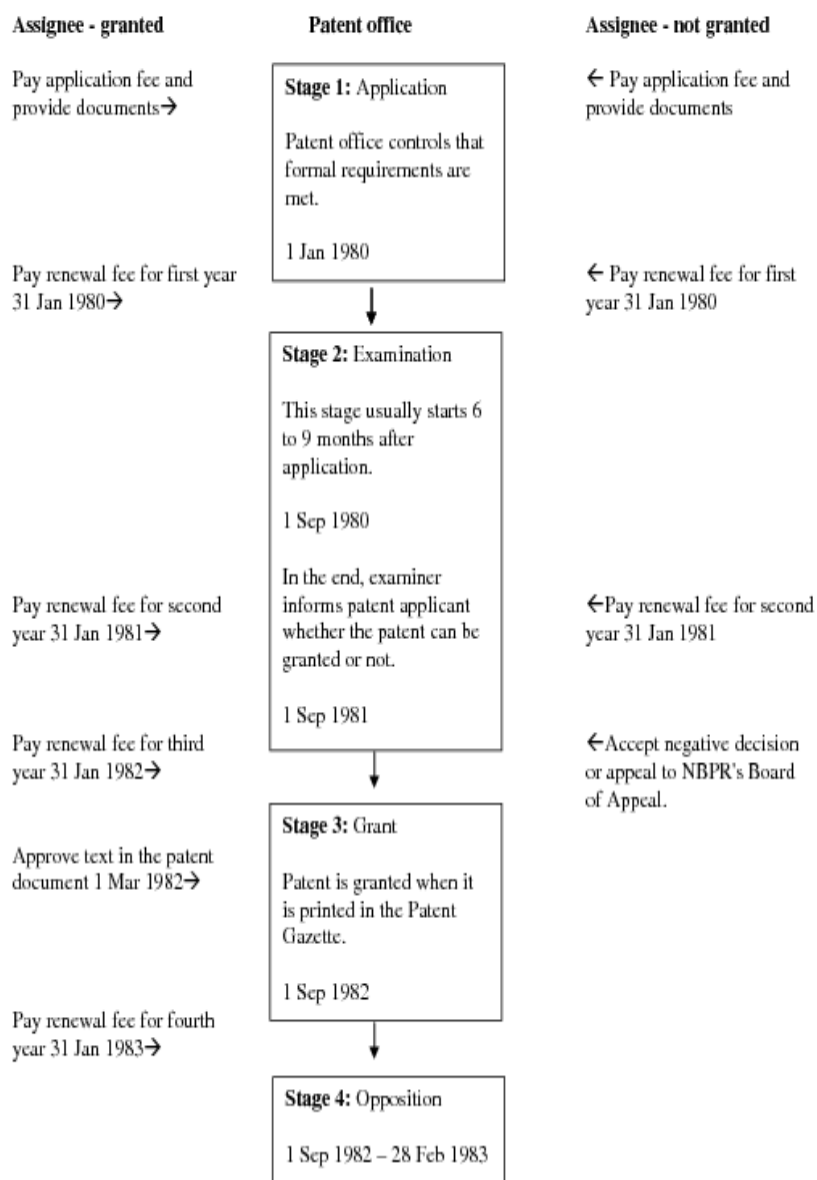 Assignee - granted
Patent office
Assignee - not granted
Pay application fee and
provide documents→
Stage 1: Application
Patent office controls that
formal requirements are
met.
1 Jan 1980
← Pay application fee and
provide documents
Pay renewal fee for first year
31 Jan 1980→
← Pay renewal fee for first
year 31 Jan 1980
Stage 2: Examination
This stage usually starts 6
to 9 months after
application.
1 Sep 1980
In the end, examiner
informs patent applicant
whether the patent can be
granted or not.
1 Sep 1981
Pay renewal fee for second
year 31 Jan 1981→
←Pay renewal fee for second
year 31 Jan 1981
Pay renewal fee for third
year 31 Jan 1982→
←Accept negative decision
or appeal to NBPR's Board
of Appeal.
Stage 3: Grant
Patent is granted when it
is printed in the Patent
Gazette.
1 Sep 1982
Approve text in the patent
document 1 Mar 1982→
Pay renewal fee for fourth
year 31 Jan 1983→
Stage 4: Opposition
1 Sep 1982 – 28 Feb 1983